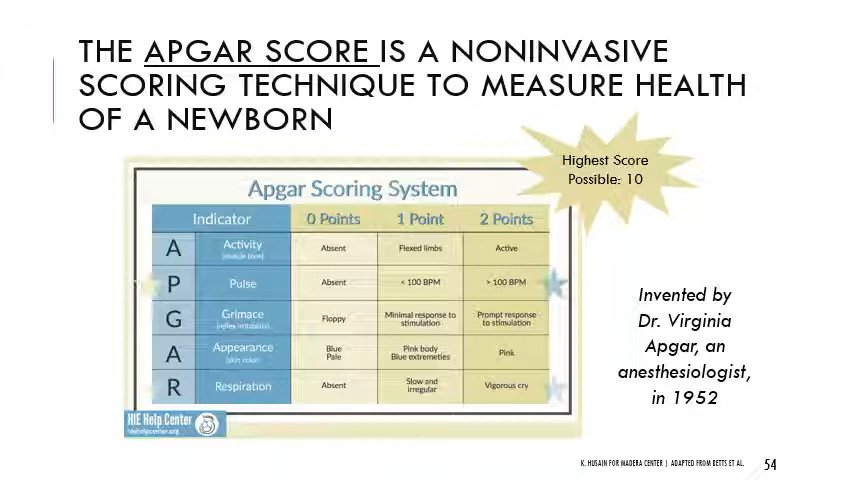 THE APGAR SCORE IS A NONINVASIVE
SCORING TECHNIQUE TO MEASURE HEALTH
OF A NEWBORN
Highest Score
Possible: 10
Apgar Scoring System
Indicator 0 Points 1 Point 2 Points
A Activity (muscle tone) Absent Flexed limbs Active
P Pulse Absent < 100 BPM > 100 BPM
G Grimace (reflex irritability) Floppy Minimal response to stimulation Prompt response to stimulation
A Appearance (skin color) Blue Pale Pink body Blue extremeties Pink
R Respiration Absent Slow and irregular Vigorous cry
HIE Help Center
hiehelpcenter.org
Invented by
Dr. Virginia
Apgar, an
anesthesiologist,
in 1952
K. HUSAIN FOR MADERA CENTER | ADAPTED FROM BETTS ET AL. 54